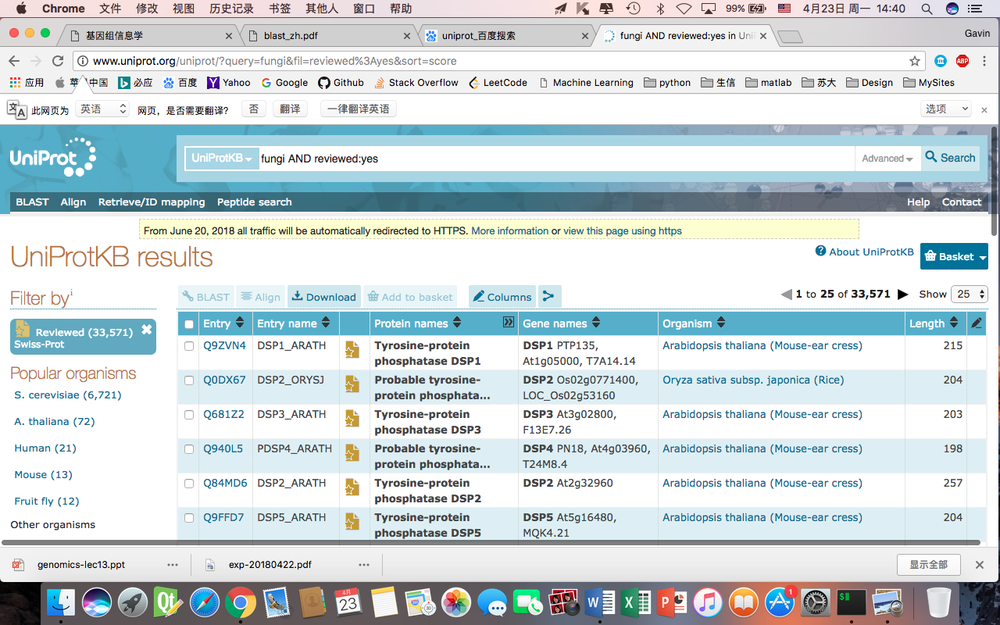 Chrome 文件 修改 视图 历史记录 书签 其他人 窗口 帮助 99% 4月23日 周一 14:40
基因组信息学 blast_zh.pdf uniprot_百度搜索 fungi AND reviewed:yes in Uni Gavin
www.uniprot.org/uniprot/?query=fungi&fil=reviewed%3Ayes&sort=score ABP
应用 苹 中国 必应 百度 Yahoo Google Github Stack Overflow LeetCode Machine Learning python 生信 matlab 苏大 Design MySites
此网页为 英语 网页，是否需要翻译? 否 翻译 一律翻译英语 选项
UniProt UniProtKB fungi AND reviewed:yes Advanced Search
BLAST Align Retrieve/ID mapping Peptide search Help Contact
From June 20, 2018 all traffic will be automatically redirected to HTTPS. More information or view this page using https
UniProtKB results About UniProtKB Basket
Filter by i
BLAST Align Download Add to basket Columns 1 to 25 of 33,571 Show 25
Reviewed (33,571)
Swiss-Prot
Popular organisms
S. cerevisiae (6,721)
A. thaliana (72)
Human (21)
Mouse (13)
Fruit fly (12)
Other organisms
Entry Entry name Protein names Gene names Organism Length
Q9ZVN4 DSP1_ARATH Tyrosine-protein DSP1 PTP135, Arabidopsis thaliana (Mouse-ear cress) 215
phosphatase DSP1 At1g05000, T7A14.14
Q0DX67 DSP2_ORYSJ Probable tyrosine- DSP2 Os02g0771400, Oryza sativa subsp. japonica (Rice) 204
protein phosphata... LOC_Os02g53160
Q681Z2 DSP3_ARATH Tyrosine-protein DSP3 At3g02800, Arabidopsis thaliana (Mouse-ear cress) 203
phosphatase DSP3 F13E7.26
Q940L5 PDSP4_ARATH Probable tyrosine- DSP4 PN18, At4g03960, Arabidopsis thaliana (Mouse-ear cress) 198
protein phosphata... T24M8.4
Q84MD6 DSP2_ARATH Tyrosine-protein DSP2 At2g32960 Arabidopsis thaliana (Mouse-ear cress) 257
phosphatase DSP2
Q9FFD7 DSP5_ARATH Tyrosine-protein DSP5 At5g16480, Arabidopsis thaliana (Mouse-ear cress) 204
phosphatase DSP5 MQK4.21
genomics-lec13.ppt exp-20180422.pdf 显示全部
Qt 4月 23 W X P 1 $